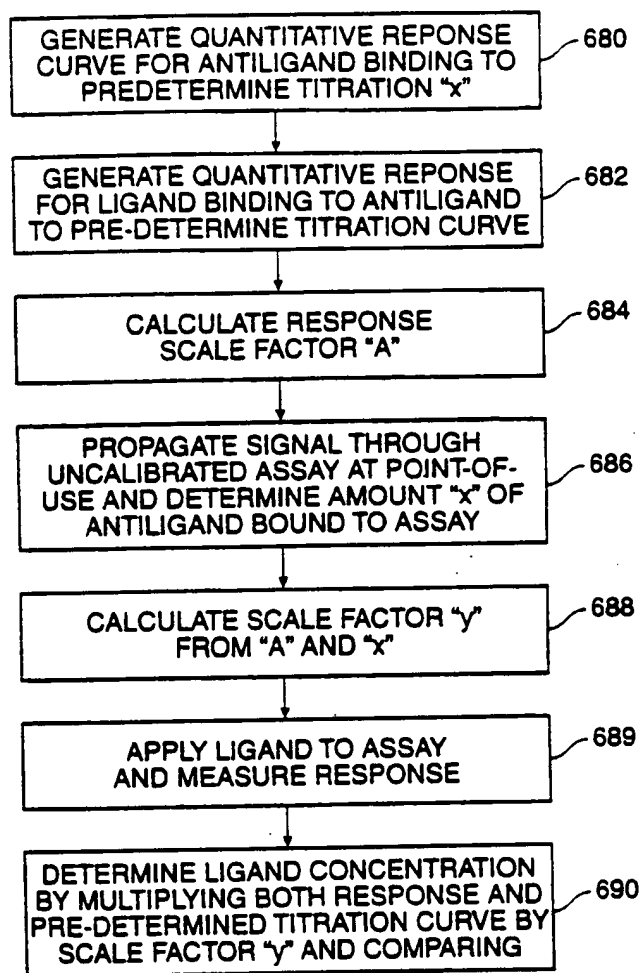 GENERATE QUANTITATIVE REPONSE
CURVE FOR ANTILIGAND BINDING TO
PREDETERMINE TITRATION "x"
680
GENERATE QUANTITATIVE REPONSE
FOR LIGAND BINDING TO ANTILIGAND
TO PRE-DETERMINE TITRATION CURVE
682
CALCULATE RESPONSE
SCALE FACTOR "A"
684
PROPAGATE SIGNAL THROUGH
UNCALIBRATED ASSAY AT POINT-OF-
USE AND DETERMINE AMOUNT "x" OF
ANTILIGAND BOUND TO ASSAY
686
CALCULATE SCALE FACTOR "y"
FROM "A" AND "x"
688
APPLY LIGAND TO ASSAY
AND MEASURE RESPONSE
689
DETERMINE LIGAND CONCENTRATION
BY MULTIPLYING BOTH RESPONSE AND
PRE-DETERMINED TITRATION CURVE BY
SCALE FACTOR "y" AND COMPARING
690